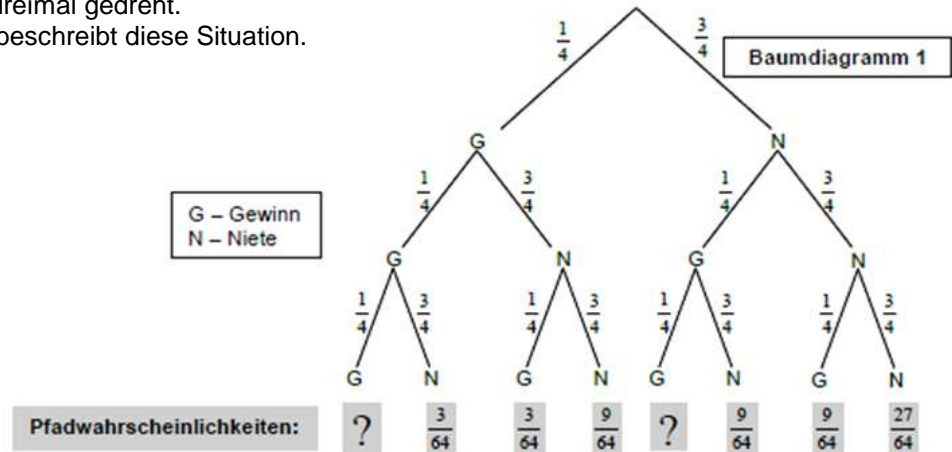 dreimal gedreht.
beschreibt diese Situation.
1/4 3/4
Baumdiagramm 1
G N
1/4 3/4 1/4 3/4
G – Gewinn
N – Niete
G N G N
1/4 3/4 1/4 3/4 1/4 3/4 1/4 3/4
G N G N G N G N
Pfadwahrscheinlichkeiten: ? 3/64 3/64 9/64 ? 9/64 9/64 27/64